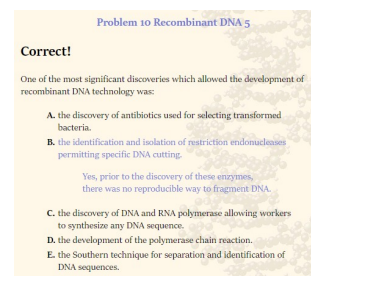 Problem 10 Recombinant DNA 5
Correct!
One of the most significant discoveries which allowed the development of
recombinant DNA technology was:
A. the discovery of antibiotics used for selecting transformed
bacteria.
B. the identification and isolation of restriction endonucleases
permitting specific DNA cutting.
Yes, prior to the discovery of these enzymes,
there was no reproducible way to fragment DNA.
C. the discovery of DNA and RNA polymerase allowing workers
to synthesize any DNA sequence.
D. the development of the polymerase chain reaction.
E. the Southern technique for separation and identification of
DNA sequences.